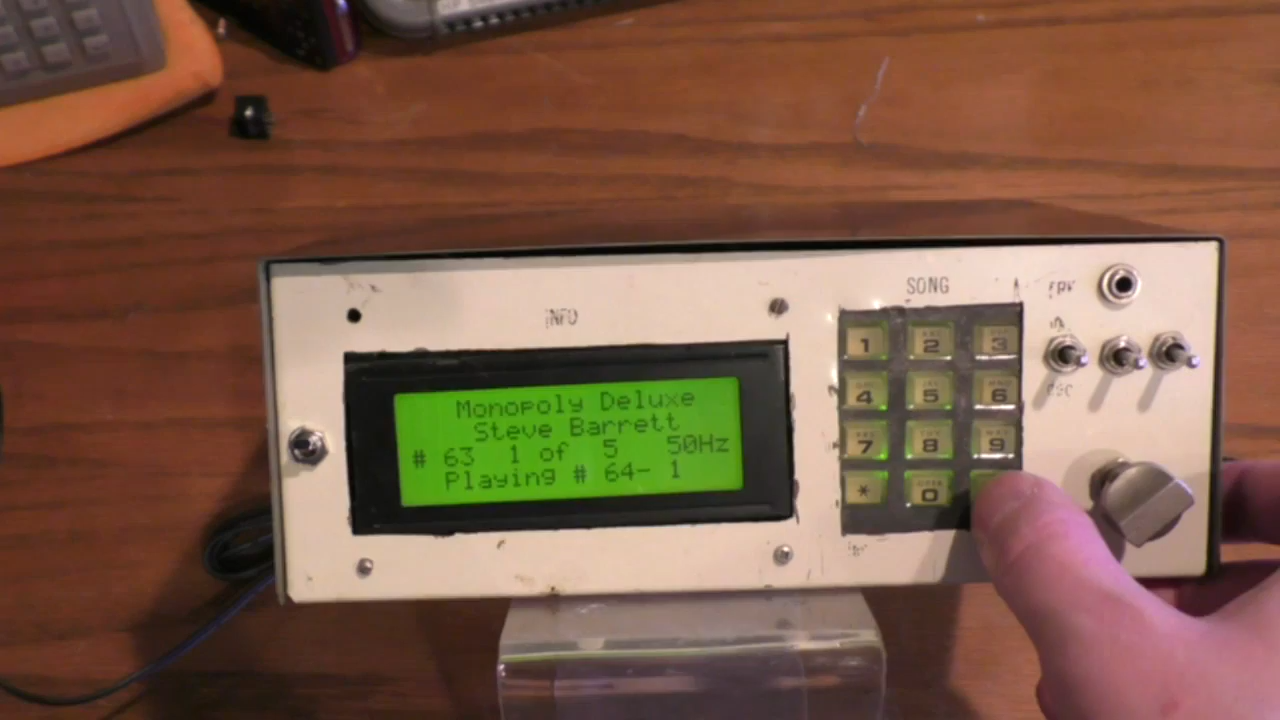 SONG
INFO
Monopoly Deluxe
Steve Barrett
# 63 1 of 5 50Hz
Playing # 64- 1
1 2 3
4 5 6
7 8 9
* 0